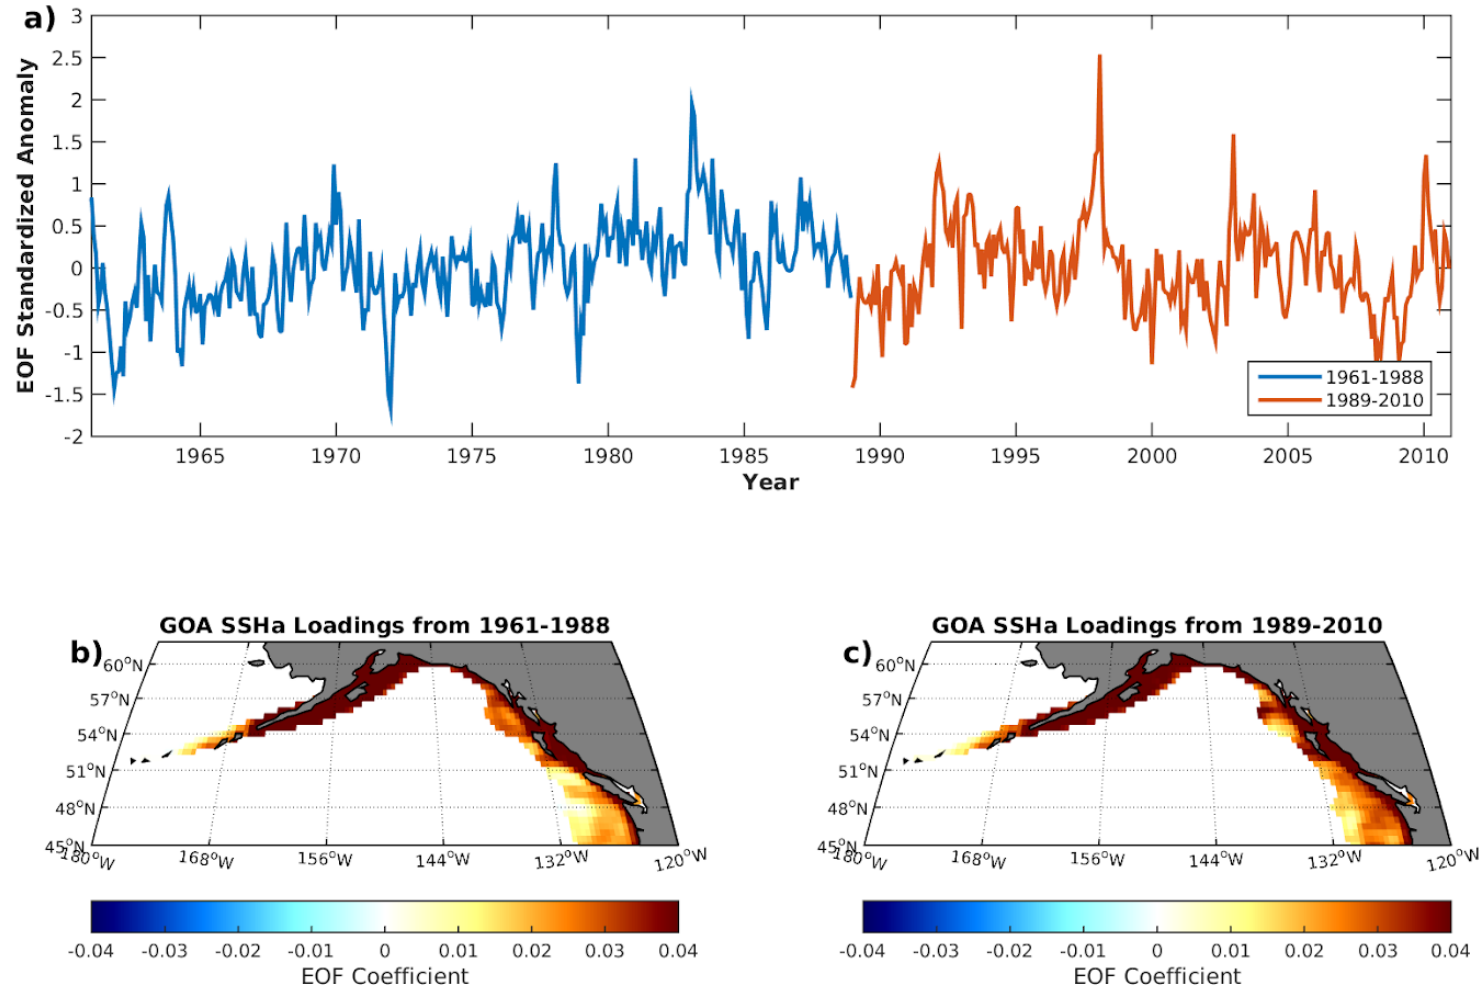 a)
EOF Standardized Anomaly
3
2.5
2
1.5
1
0.5
0
-0.5
-1
-1.5
-2
1965 1970 1975 1980 1985 1990 1995 2000 2005 2010
Year
1961-1988
1989-2010
b)
GOA SSHa Loadings from 1961-1988
60°N
57°N
54°N
51°N
48°N
45°N
180°W 168°W 156°W 144°W 132°W 120°W
-0.04 -0.03 -0.02 -0.01 0 0.01 0.02 0.03 0.04
EOF Coefficient
c)
GOA SSHa Loadings from 1989-2010
60°N
57°N
54°N
51°N
48°N
45°N
180°W 168°W 156°W 144°W 132°W 120°W
-0.04 -0.03 -0.02 -0.01 0 0.01 0.02 0.03 0.04
EOF Coefficient